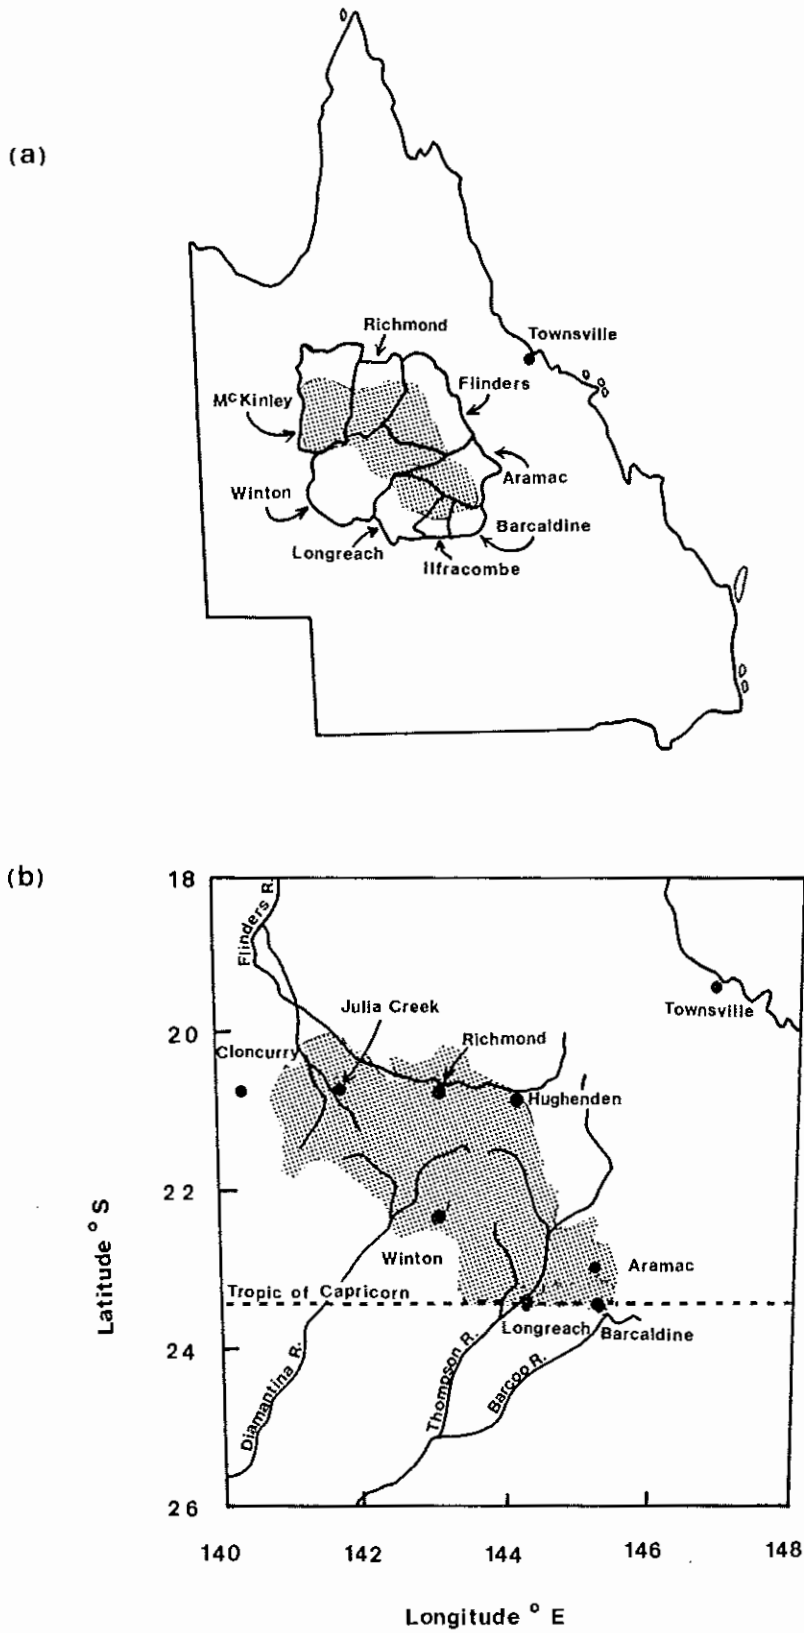 (a)
Richmond
Townsville
Flinders
McKinley
Aramac
Winton
Barcaldine
Longreach
Ilfracombe
(b)
18
Flinders R.
Julia Creek
Townsville
20
Richmond
Cloncurry
Hughenden
22
Latitude ° S
Winton
Aramac
Tropic of Capricorn
Longreach
Barcaldine
24
Diamantina R.
Thompson R.
Barcoo R.
26
140 142 144 146 148
Longitude ° E